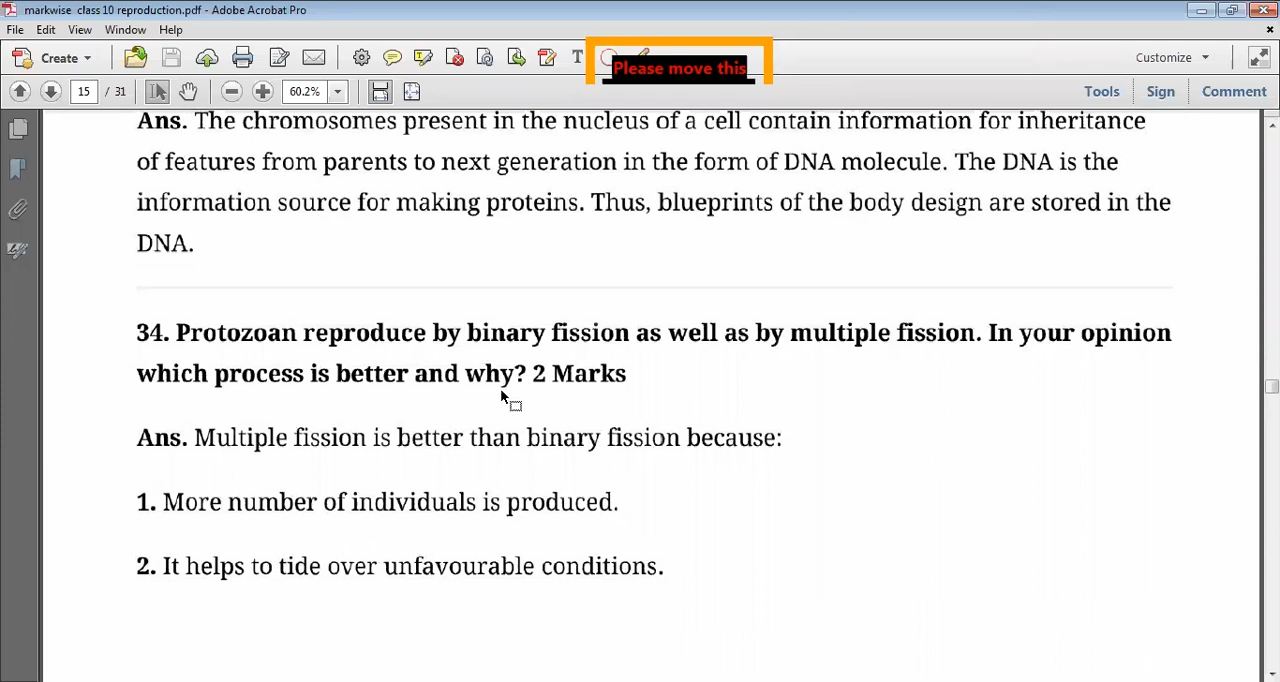 markwise class 10 reproduction.pdf - Adobe Acrobat Pro
File Edit View Window Help
Create
Please move this
Customize
15 / 31
60.2%
Tools Sign Comment
Ans. The chromosomes present in the nucleus of a cell contain information for inheritance
of features from parents to next generation in the form of DNA molecule. The DNA is the
information source for making proteins. Thus, blueprints of the body design are stored in the
DNA.
34. Protozoan reproduce by binary fission as well as by multiple fission. In your opinion
which process is better and why? 2 Marks
Ans. Multiple fission is better than binary fission because:
1. More number of individuals is produced.
2. It helps to tide over unfavourable conditions.